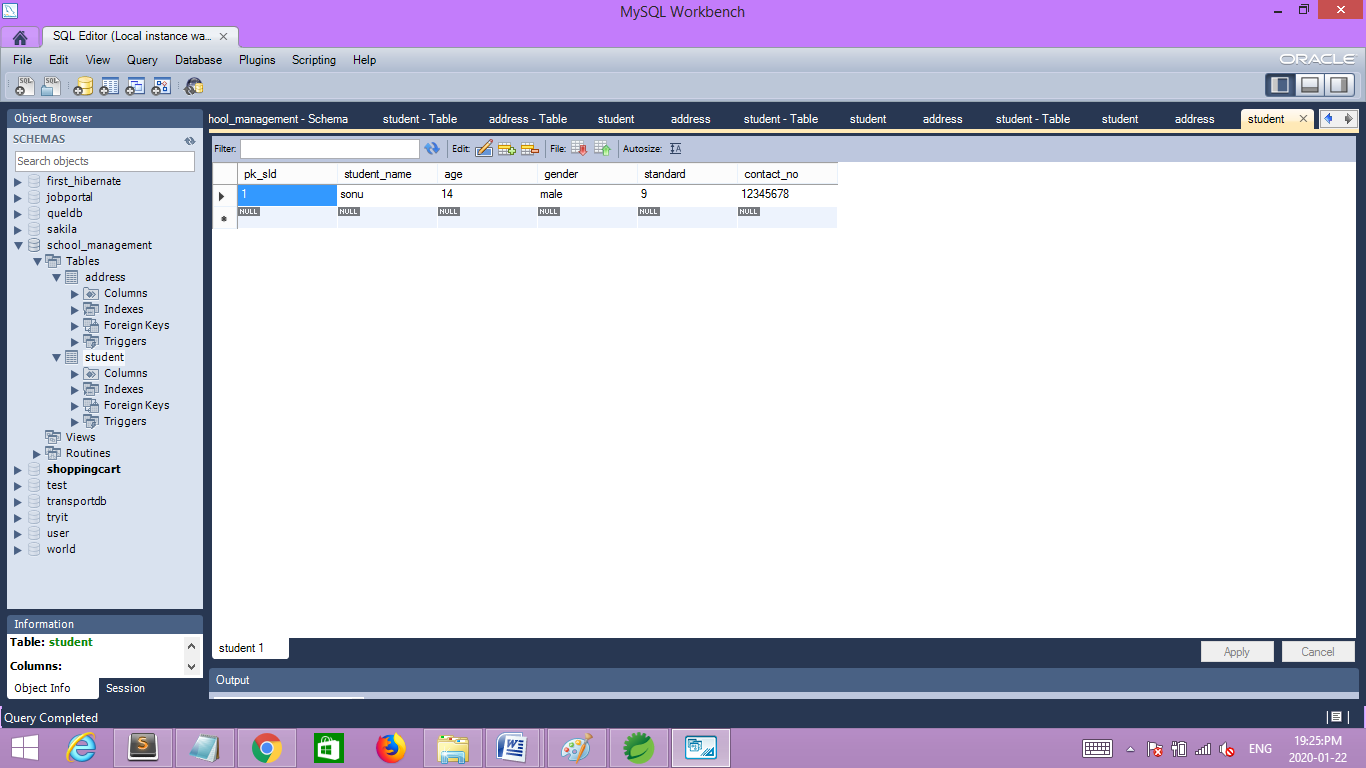 MySQL Workbench
SQL Editor (Local instance wa... ×
File Edit View Query Database Plugins Scripting Help
ORACLE
SQL SQL
Object Browser
SCHEMAS
Search objects
first_hibernate
jobportal
queldb
sakila
school_management
Tables
address
Columns
Indexes
Foreign Keys
Triggers
student
Columns
Indexes
Foreign Keys
Triggers
Views
Routines
shoppingcart
test
transportdb
tryit
user
world
Information
Table: student
Columns:
Object Info Session
hool_management - Schema student - Table address - Table student address student - Table student address student - Table student address student ×
Filter: Edit: File: Autosize:
pk_sId student_name age gender standard contact_no
1 sonu 14 male 9 12345678
NULL NULL NULL NULL NULL NULL
student 1
Apply Cancel
Output
Query Completed
ENG
19:25:PM
2020-01-22